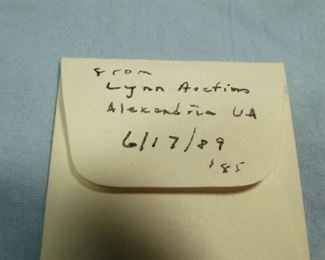 from
Lynn Auctions
Alexandria VA
6/17/89
$85